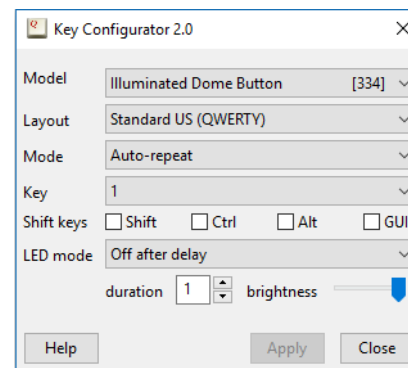 Key Configurator 2.0
Model Illuminated Dome Button [334]
Layout Standard US (QWERTY)
Mode Auto-repeat
Key 1
Shift keys Shift Ctrl Alt GUI
LED mode Off after delay
duration 1 brightness
Help Apply Close